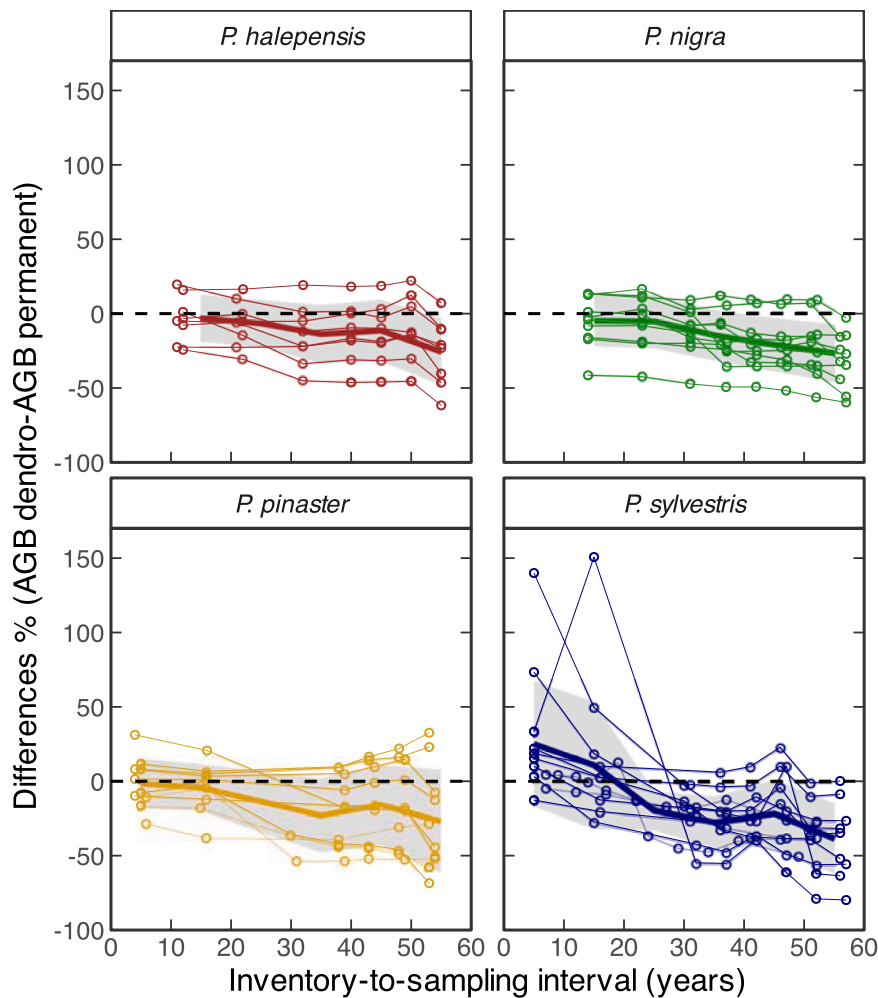 P. halepensis P. nigra
Differences % (AGB dendro-AGB permanent)
150
100
50
0
-50
-100
P. pinaster P. sylvestris
150
100
50
0
-50
-100
0 10 20 30 40 50 60 0 10 20 30 40 50 60
Inventory-to-sampling interval (years)